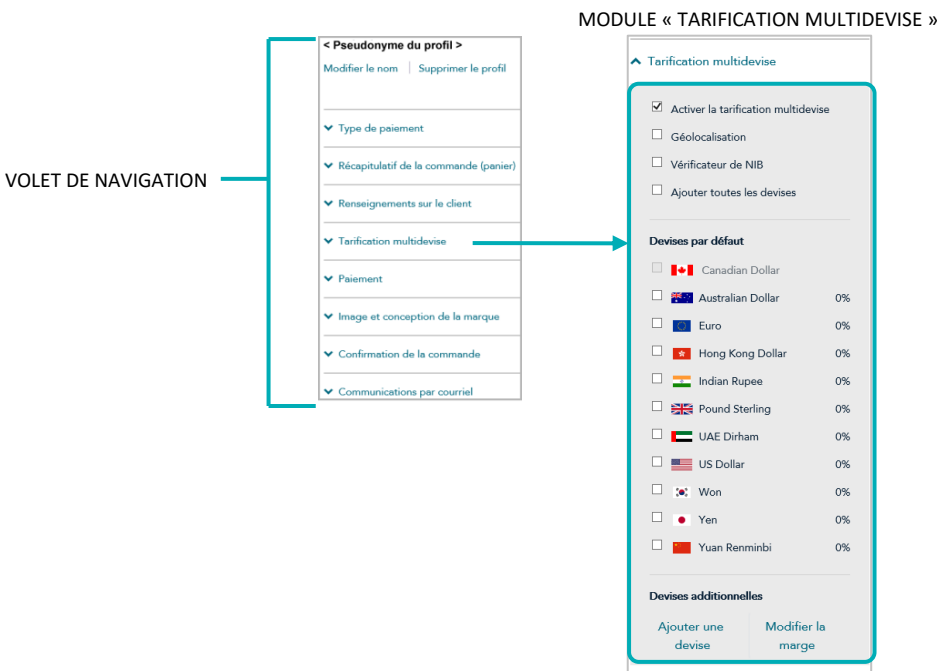 MODULE « TARIFICATION MULTIDEVISE »
VOLET DE NAVIGATION
< Pseudonyme du profil >
Modifier le nom | Supprimer le profil
Type de paiement
Récapitulatif de la commande (panier)
Renseignements sur le client
Tarification multidevise
Paiement
Image et conception de la marque
Confirmation de la commande
Communications par courriel
Tarification multidevise
Activer la tarification multidevise
Géolocalisation
Vérificateur de NIB
Ajouter toutes les devises
Devises par défaut
Canadian Dollar
Australian Dollar 0%
Euro 0%
Hong Kong Dollar 0%
Indian Rupee 0%
Pound Sterling 0%
UAE Dirham 0%
US Dollar 0%
Won 0%
Yen 0%
Yuan Renminbi 0%
Devises additionnelles
Ajouter une
devise
Modifier la
marge